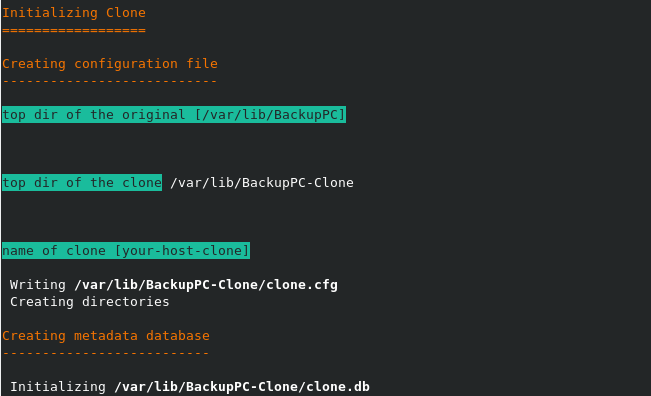 Initializing Clone
==================
Creating configuration file
---------------------------
top dir of the original [/var/lib/BackupPC]
top dir of the clone /var/lib/BackupPC-Clone
name of clone [your-host-clone]
Writing /var/lib/BackupPC-Clone/clone.cfg
Creating directories
Creating metadata database
--------------------------
Initializing /var/lib/BackupPC-Clone/clone.db